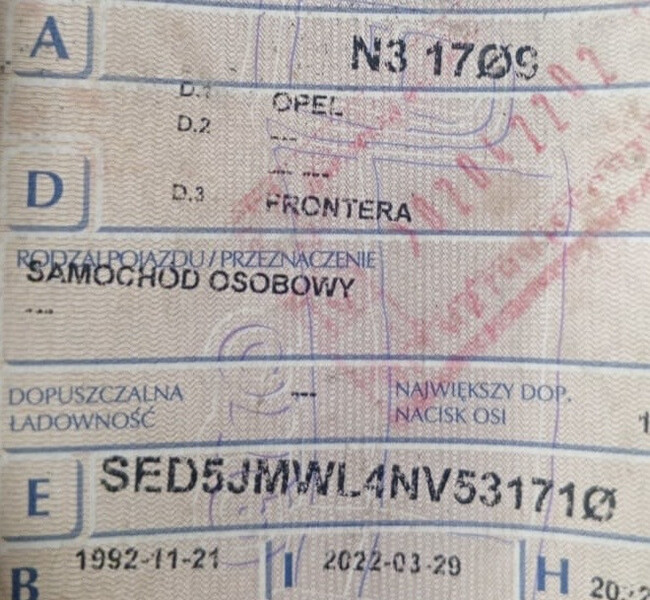 A
N3 17Ø9
D.1 OPEL
D.2 ---
--- ---
D
D.3 FRONTERA
RODZAJ POJAZDU / PRZEZNACZENIE
SAMOCHÓD OSOBOWY
---
DOPUSZCZALNA ŁADOWNOŚĆ ---
NAJWIĘKSZY DOP. NACISK OSI
E SED5JMWL4NV53171Ø
B 1992-11-21 I 2022-03-29 H